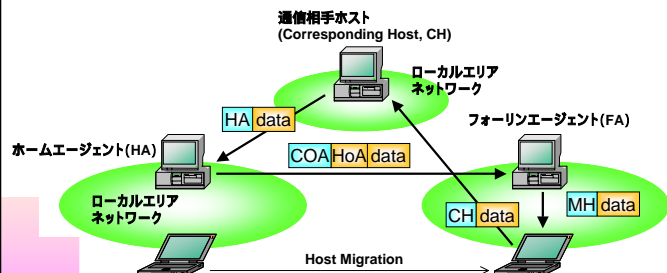 通信相手ホスト
(Corresponding Host, CH)
ローカルエリア
ネットワーク
HA data
フォーリンエージェント(FA)
ホームエージェント(HA)
COA HoA data
ローカルエリア
ネットワーク
CH data
MH data
Host Migration